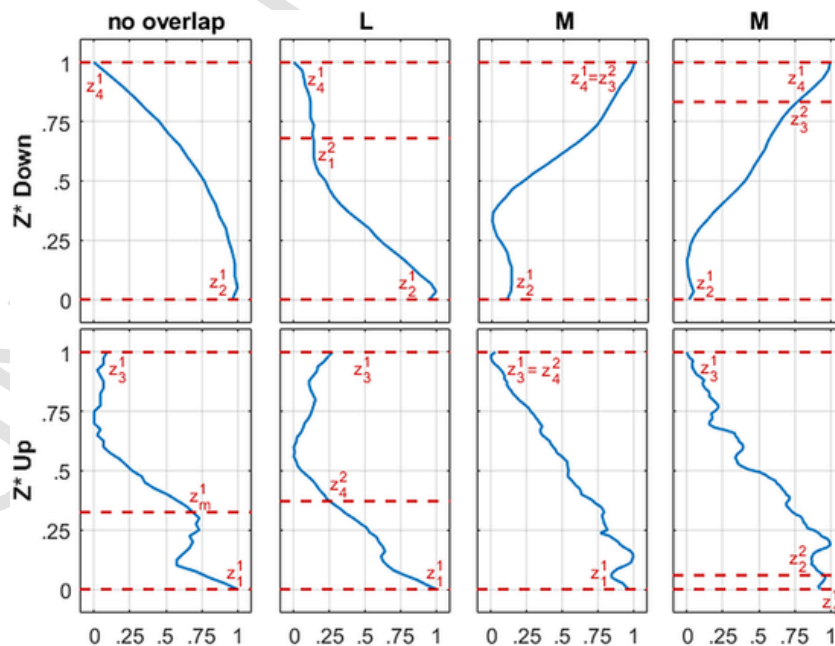 no overlap L M M
Z* Down
1
.75
.5
.25
0
z₄¹
z₂¹
z₄¹
z₁²
z₂¹
z₄¹=z₃²
z₂¹
z₄¹
z₃²
z₂¹
Z* Up
1
.75
.5
.25
0
z₃¹
zₘ¹
z₁¹
z₃¹
z₄²
z₁¹
z₃¹= z₄²
z₁¹
z₃¹
z₂²
0 .25 .5 .75 1 0 .25 .5 .75 1 0 .25 .5 .75 1 0 .25 .5 .75 1